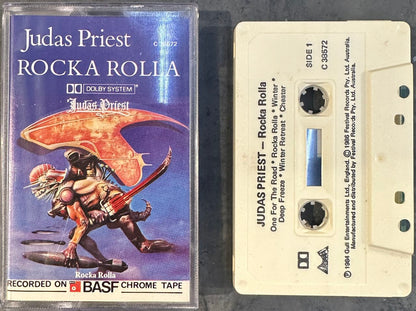 Judas Priest
C 38672
ROCKA ROLLA
DOLBY SYSTEM
Judas Priest
Rocka Rolla
RECORDED ON BASF CHROME TAPE
SIDE 1
C 38672
JUDAS PRIEST — Rocka Rolla
One For The Road * Rocka Rolla * Winter *
Deep Freeze * Winter Retreat * Cheater
℗ 1984 Gull Entertainments Ltd., England. © 1986 Festival Records Pty. Ltd. Australia.
Manufactured and distributed by Festival Records Pty. Ltd. Australia.